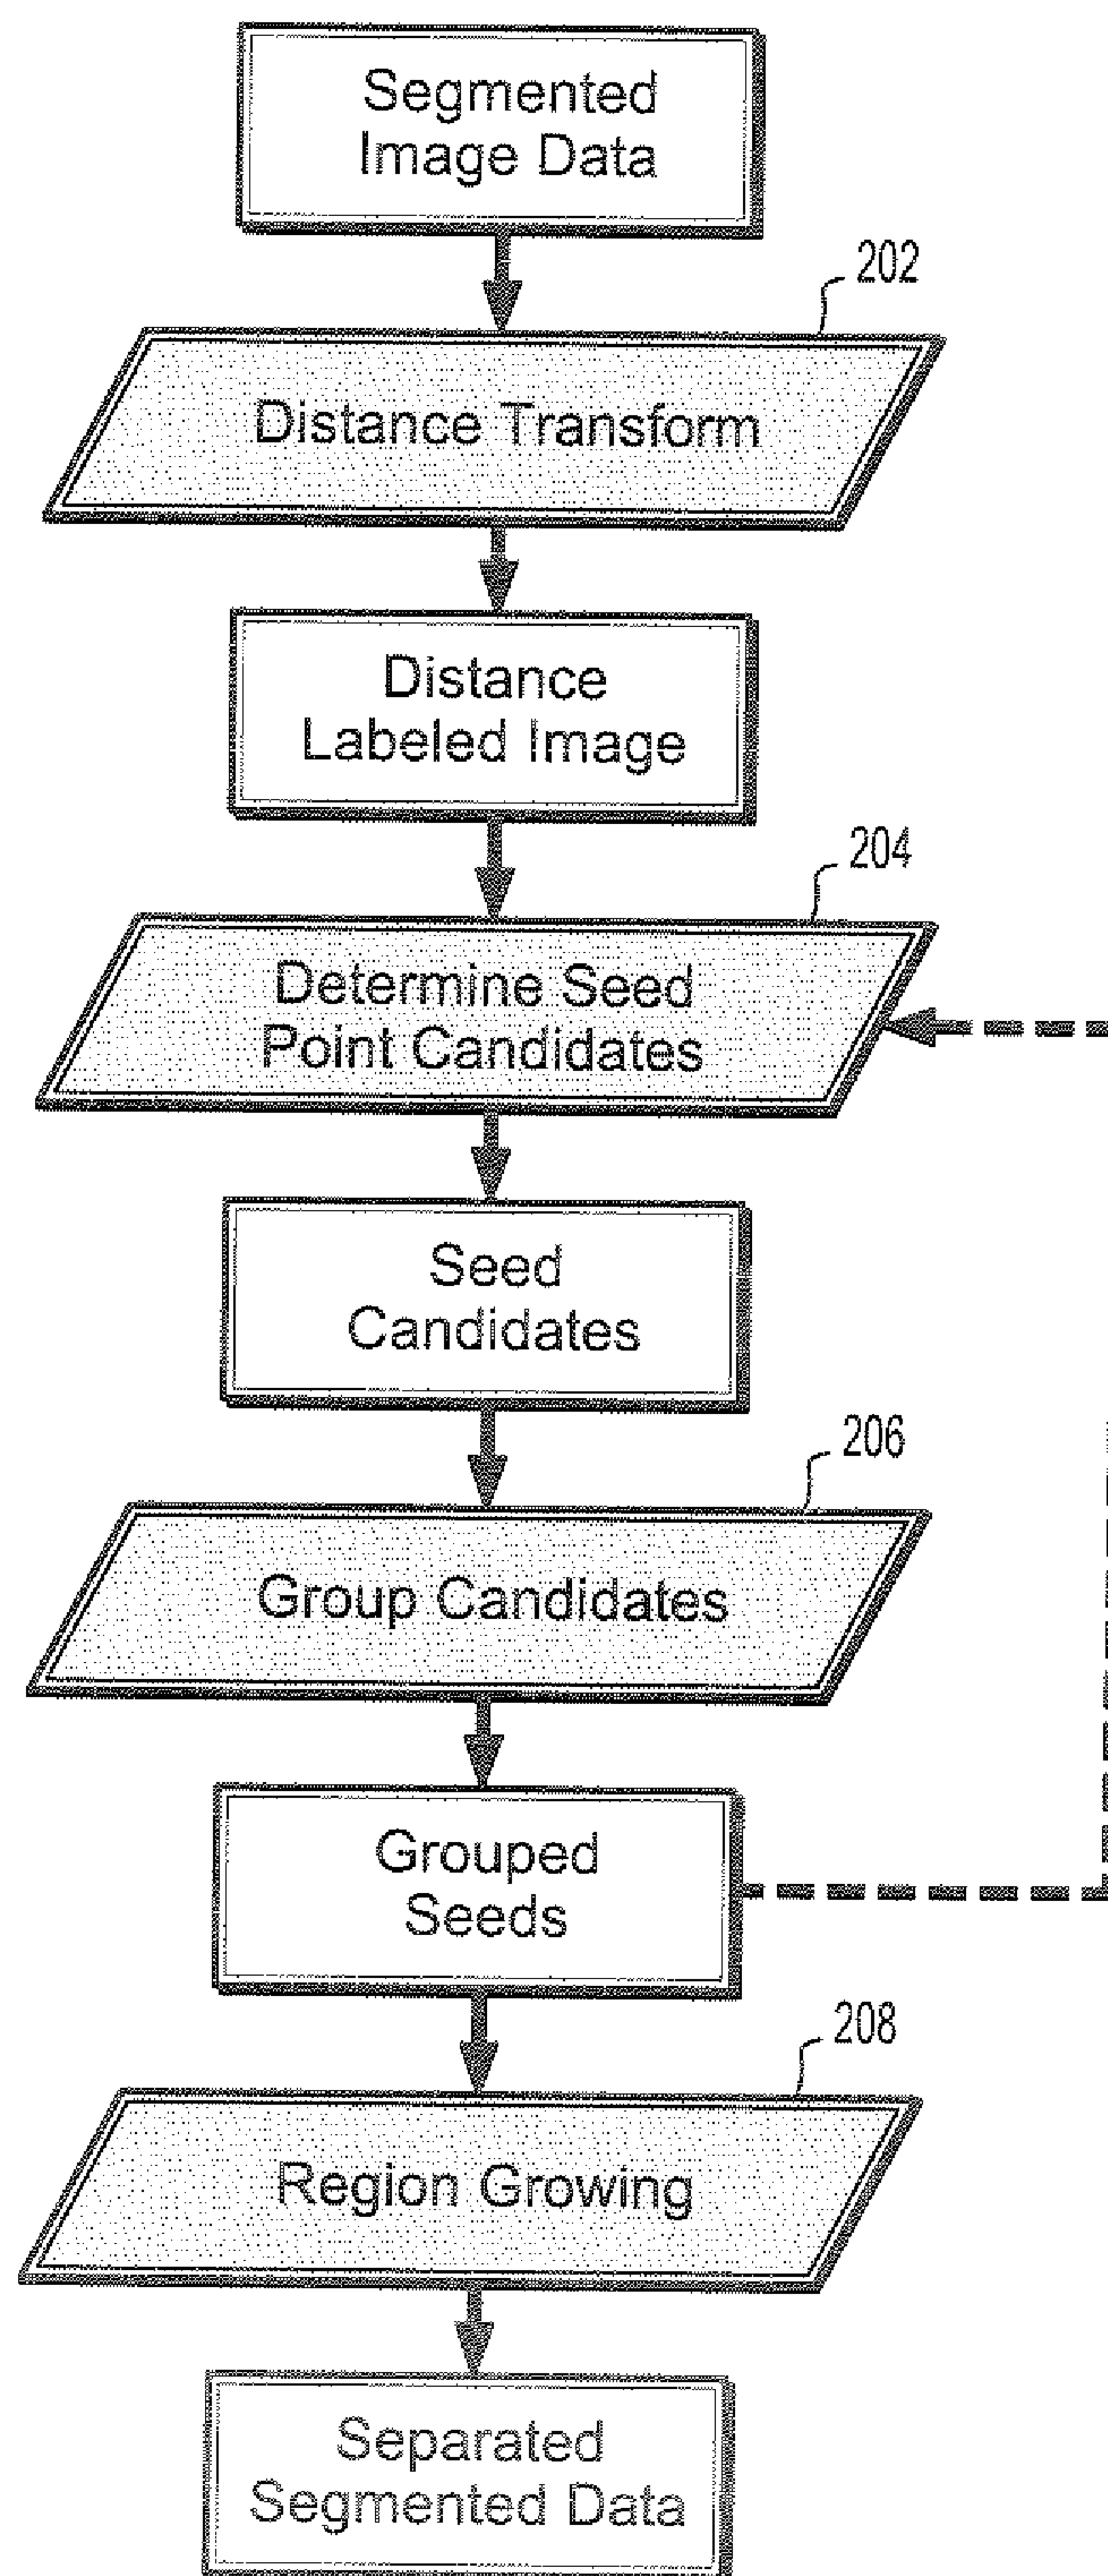 Segmented
Image Data
202
Distance Transform
Distance
Labeled Image
204
Determine Seed
Point Candidates
Seed
Candidates
206
Group Candidates
Grouped
Seeds
208
Region Growing
Separated
Segmented Data